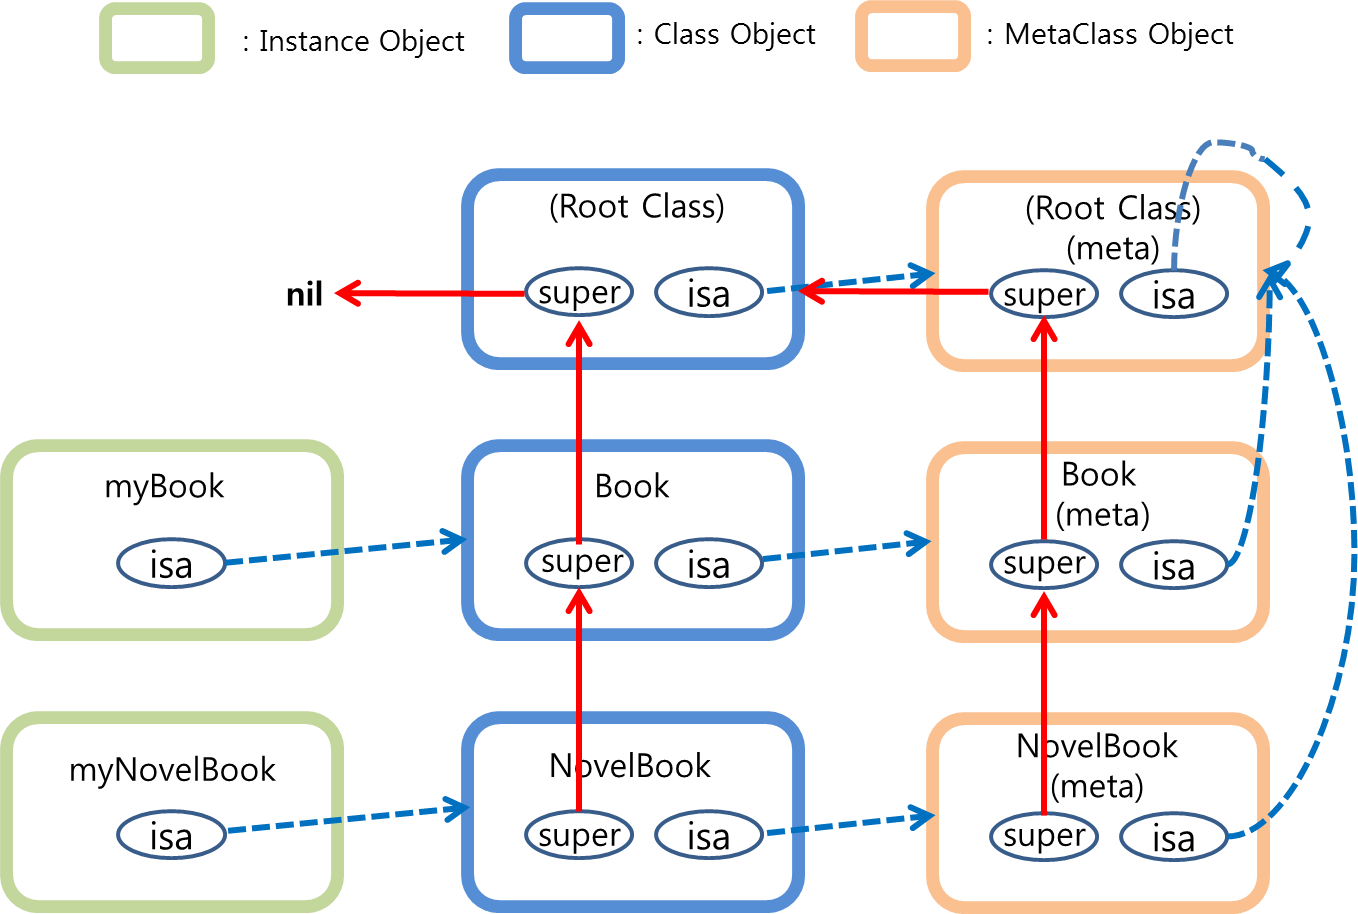 : Instance Object
: Class Object
: MetaClass Object
(Root Class)
super
isa
(Root Class)
(meta)
super
isa
nil
myBook
isa
Book
super
isa
Book
(meta)
super
isa
myNovelBook
isa
NovelBook
super
isa
NovelBook
(meta)
super
isa